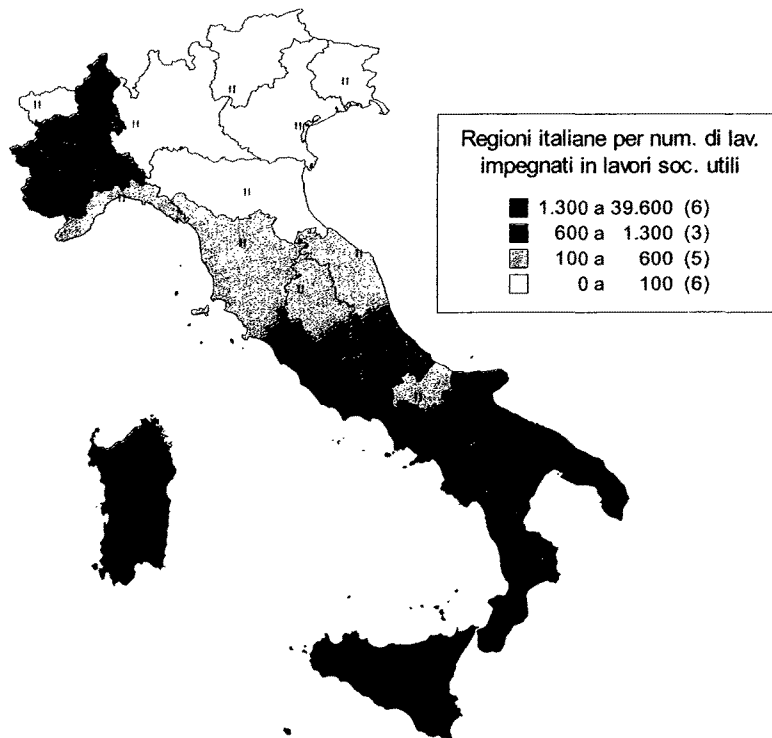 Regioni italiane per num. di lav.
impegnati in lavori soc. utili
1.300 a 39.600 (6)
600 a 1.300 (3)
100 a 600 (5)
0 a 100 (6)